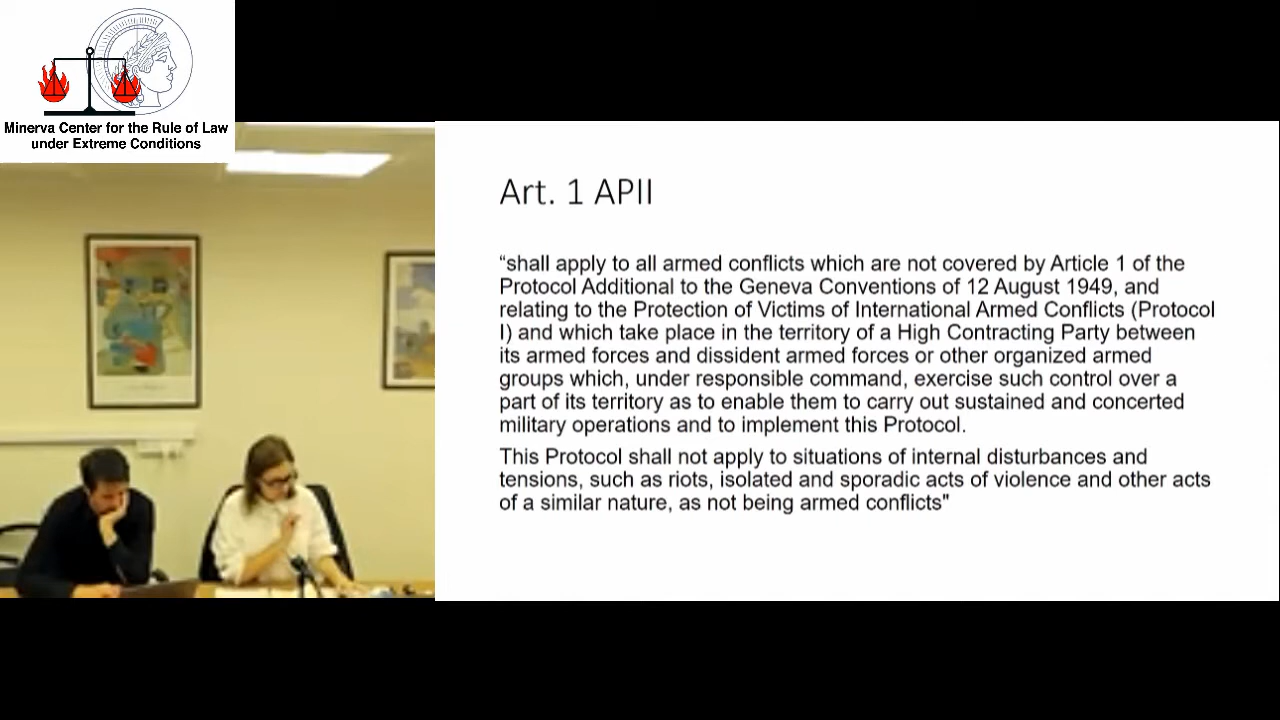 Minerva Center for the Rule of Law
under Extreme Conditions
Art. 1 APII
“shall apply to all armed conflicts which are not covered by Article 1 of the
Protocol Additional to the Geneva Conventions of 12 August 1949, and
relating to the Protection of Victims of International Armed Conflicts (Protocol
I) and which take place in the territory of a High Contracting Party between
its armed forces and dissident armed forces or other organized armed
groups which, under responsible command, exercise such control over a
part of its territory as to enable them to carry out sustained and concerted
military operations and to implement this Protocol.
This Protocol shall not apply to situations of internal disturbances and
tensions, such as riots, isolated and sporadic acts of violence and other acts
of a similar nature, as not being armed conflicts"